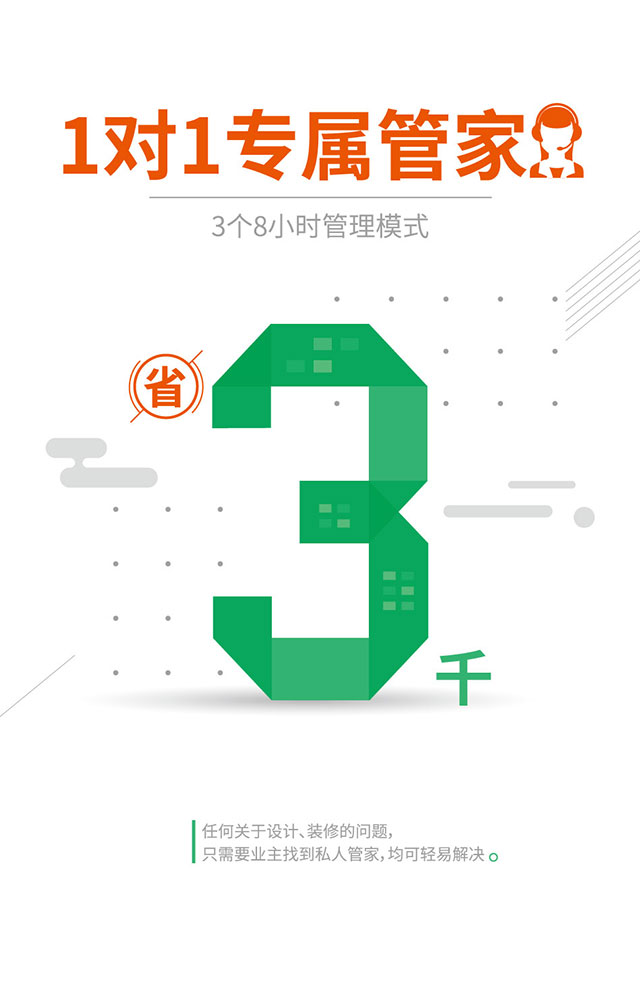 1对1专属管家
3个8小时管理模式
省
3千
任何关于设计、装修的问题,
只需要业主找到私人管家,均可轻易解决。